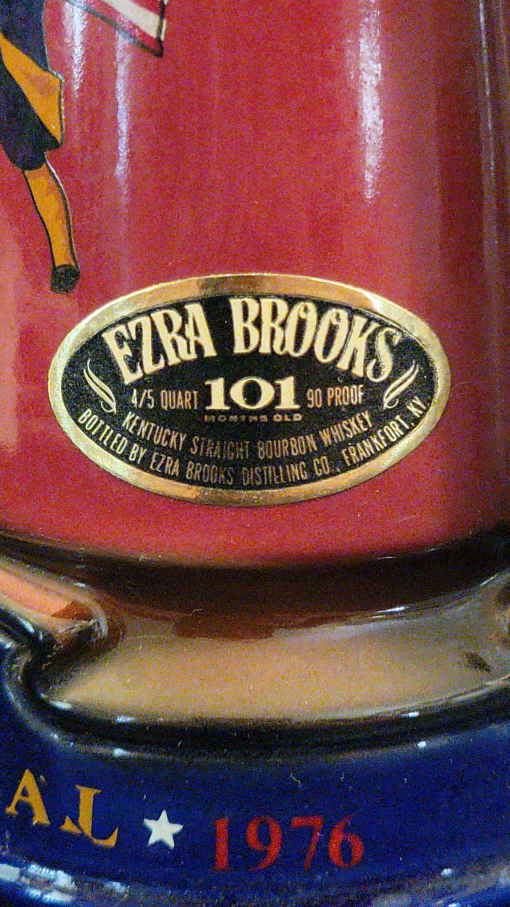 EZRA BROOKS
4/5 QUART 101 90 PROOF
MONTHS OLD
KENTUCKY STRAIGHT BOURBON WHISKEY
BOTTLED BY EZRA BROOKS DISTILLING CO., FRANKFORT, KY
AL ★ 1976